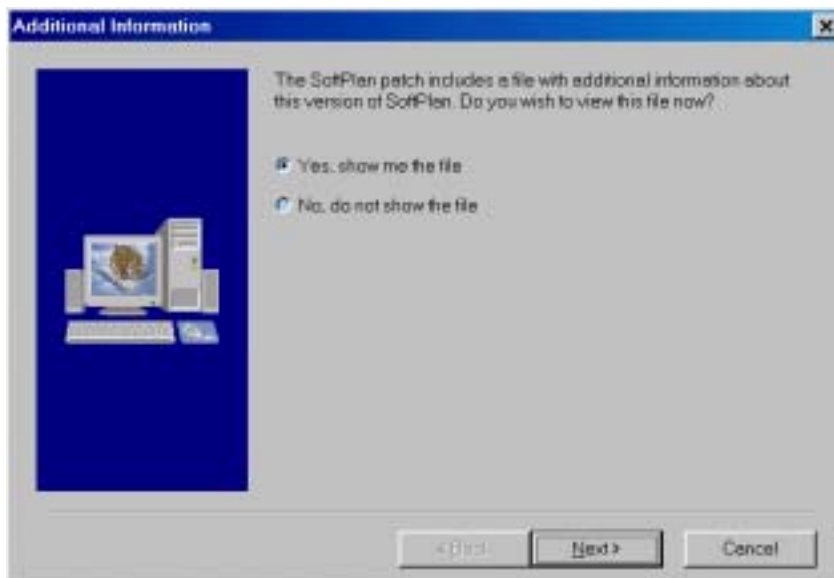 Additional Information
The SoftPlan patch includes a file with additional information about
this version of SoftPlan. Do you wish to view this file now?
Yes, show me the file
No, do not show the file
< Back
Next >
Cancel